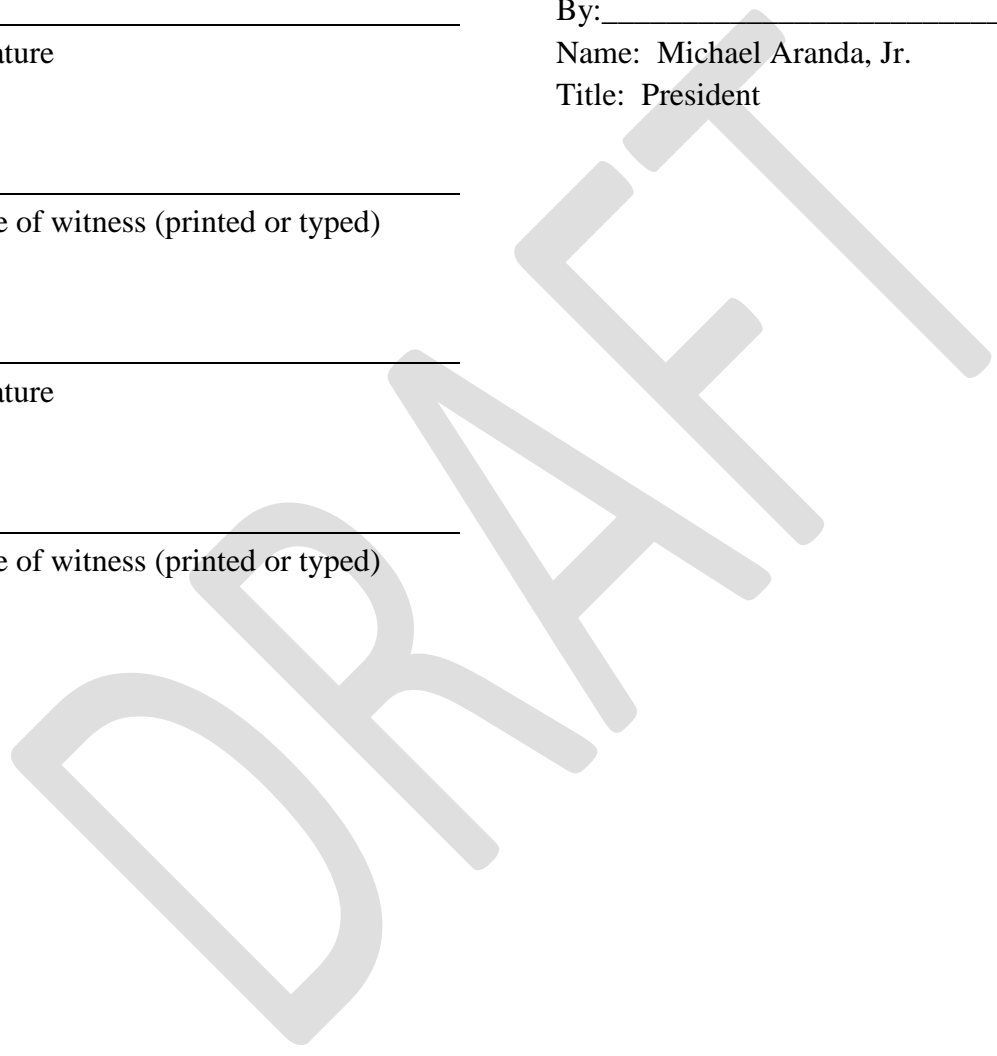 By:___________________________
ature
Name: Michael Aranda, Jr.
Title: President
e of witness (printed or typed)
ature
e of witness (printed or typed)
DRAFT